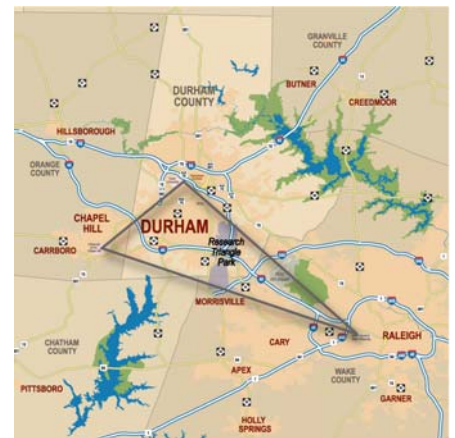 GRANVILLE
COUNTY
BUTNER
DURHAM
COUNTY
CREEDMOOR
HILLSBOROUGH
ORANGE
COUNTY
CHAPEL
HILL
DURHAM
CARRBORO
Research
Triangle
Park
MORRISVILLE
CARY
RALEIGH
CHATHAM
COUNTY
APEX
WAKE
COUNTY
PITTSBORO
GARNER
HOLLY
SPRINGS